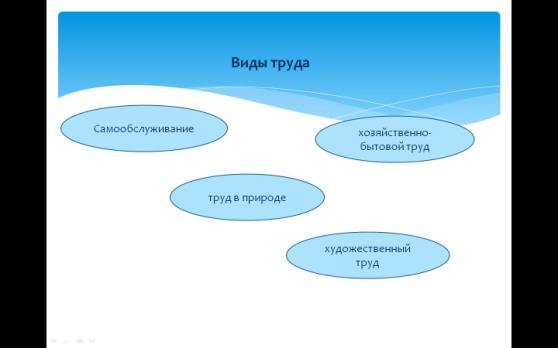 Виды труда
Самообслуживание
хозяйственно-
бытовой труд
труд в природе
художественный
труд